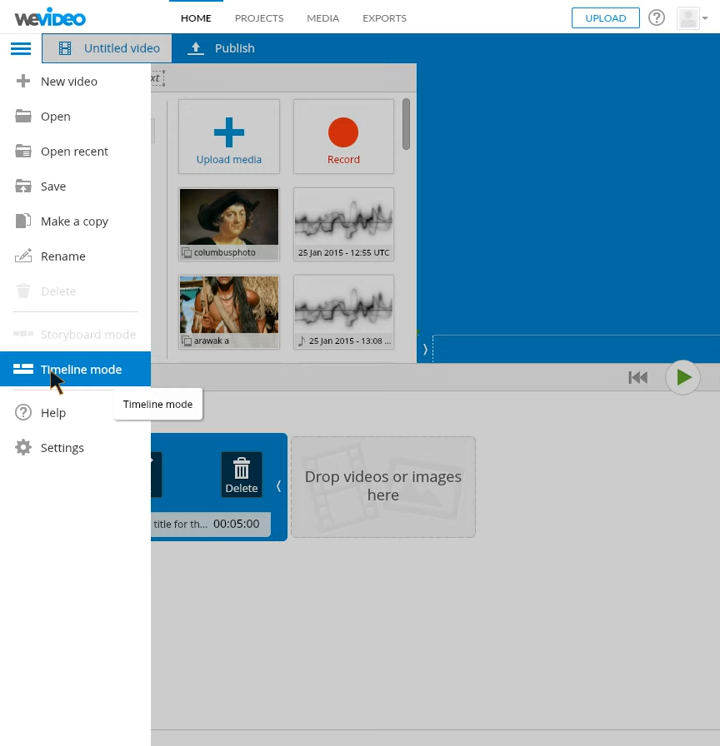 wevideo
HOME PROJECTS MEDIA EXPORTS UPLOAD ?
Untitled video Publish
New video
Open
Open recent
Save
Make a copy
Rename
Delete
Storyboard mode
Timeline mode
Timeline mode
Help
Settings
xt
Upload media
Record
columbusphoto
25 Jan 2015 - 12:55 UTC
arawak a
25 Jan 2015 - 13:08 ...
Delete
title for th... 00:05:00
Drop videos or images
here